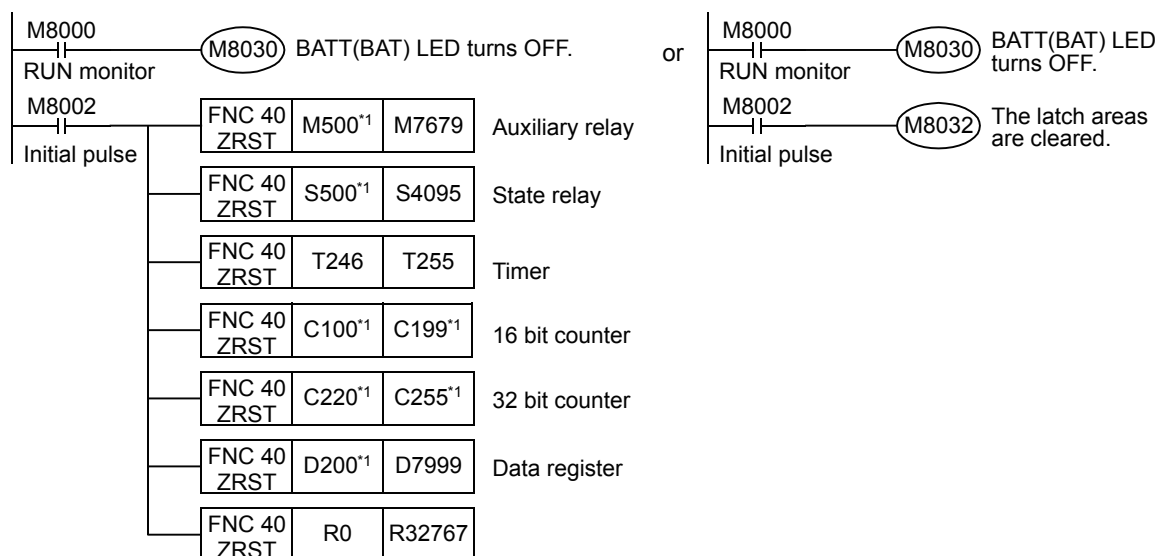 M8000
M8030 BATT(BAT) LED turns OFF.
RUN monitor
M8002
Initial pulse
FNC 40
ZRST M500*1 M7679 Auxiliary relay
FNC 40
ZRST S500*1 S4095 State relay
FNC 40
ZRST T246 T255 Timer
FNC 40
ZRST C100*1 C199*1 16 bit counter
FNC 40
ZRST C220*1 C255*1 32 bit counter
FNC 40
ZRST D200*1 D7999 Data register
FNC 40
ZRST R0 R32767
or
M8000
M8030 BATT(BAT) LED
turns OFF.
RUN monitor
M8002
M8032 The latch areas
are cleared.
Initial pulse